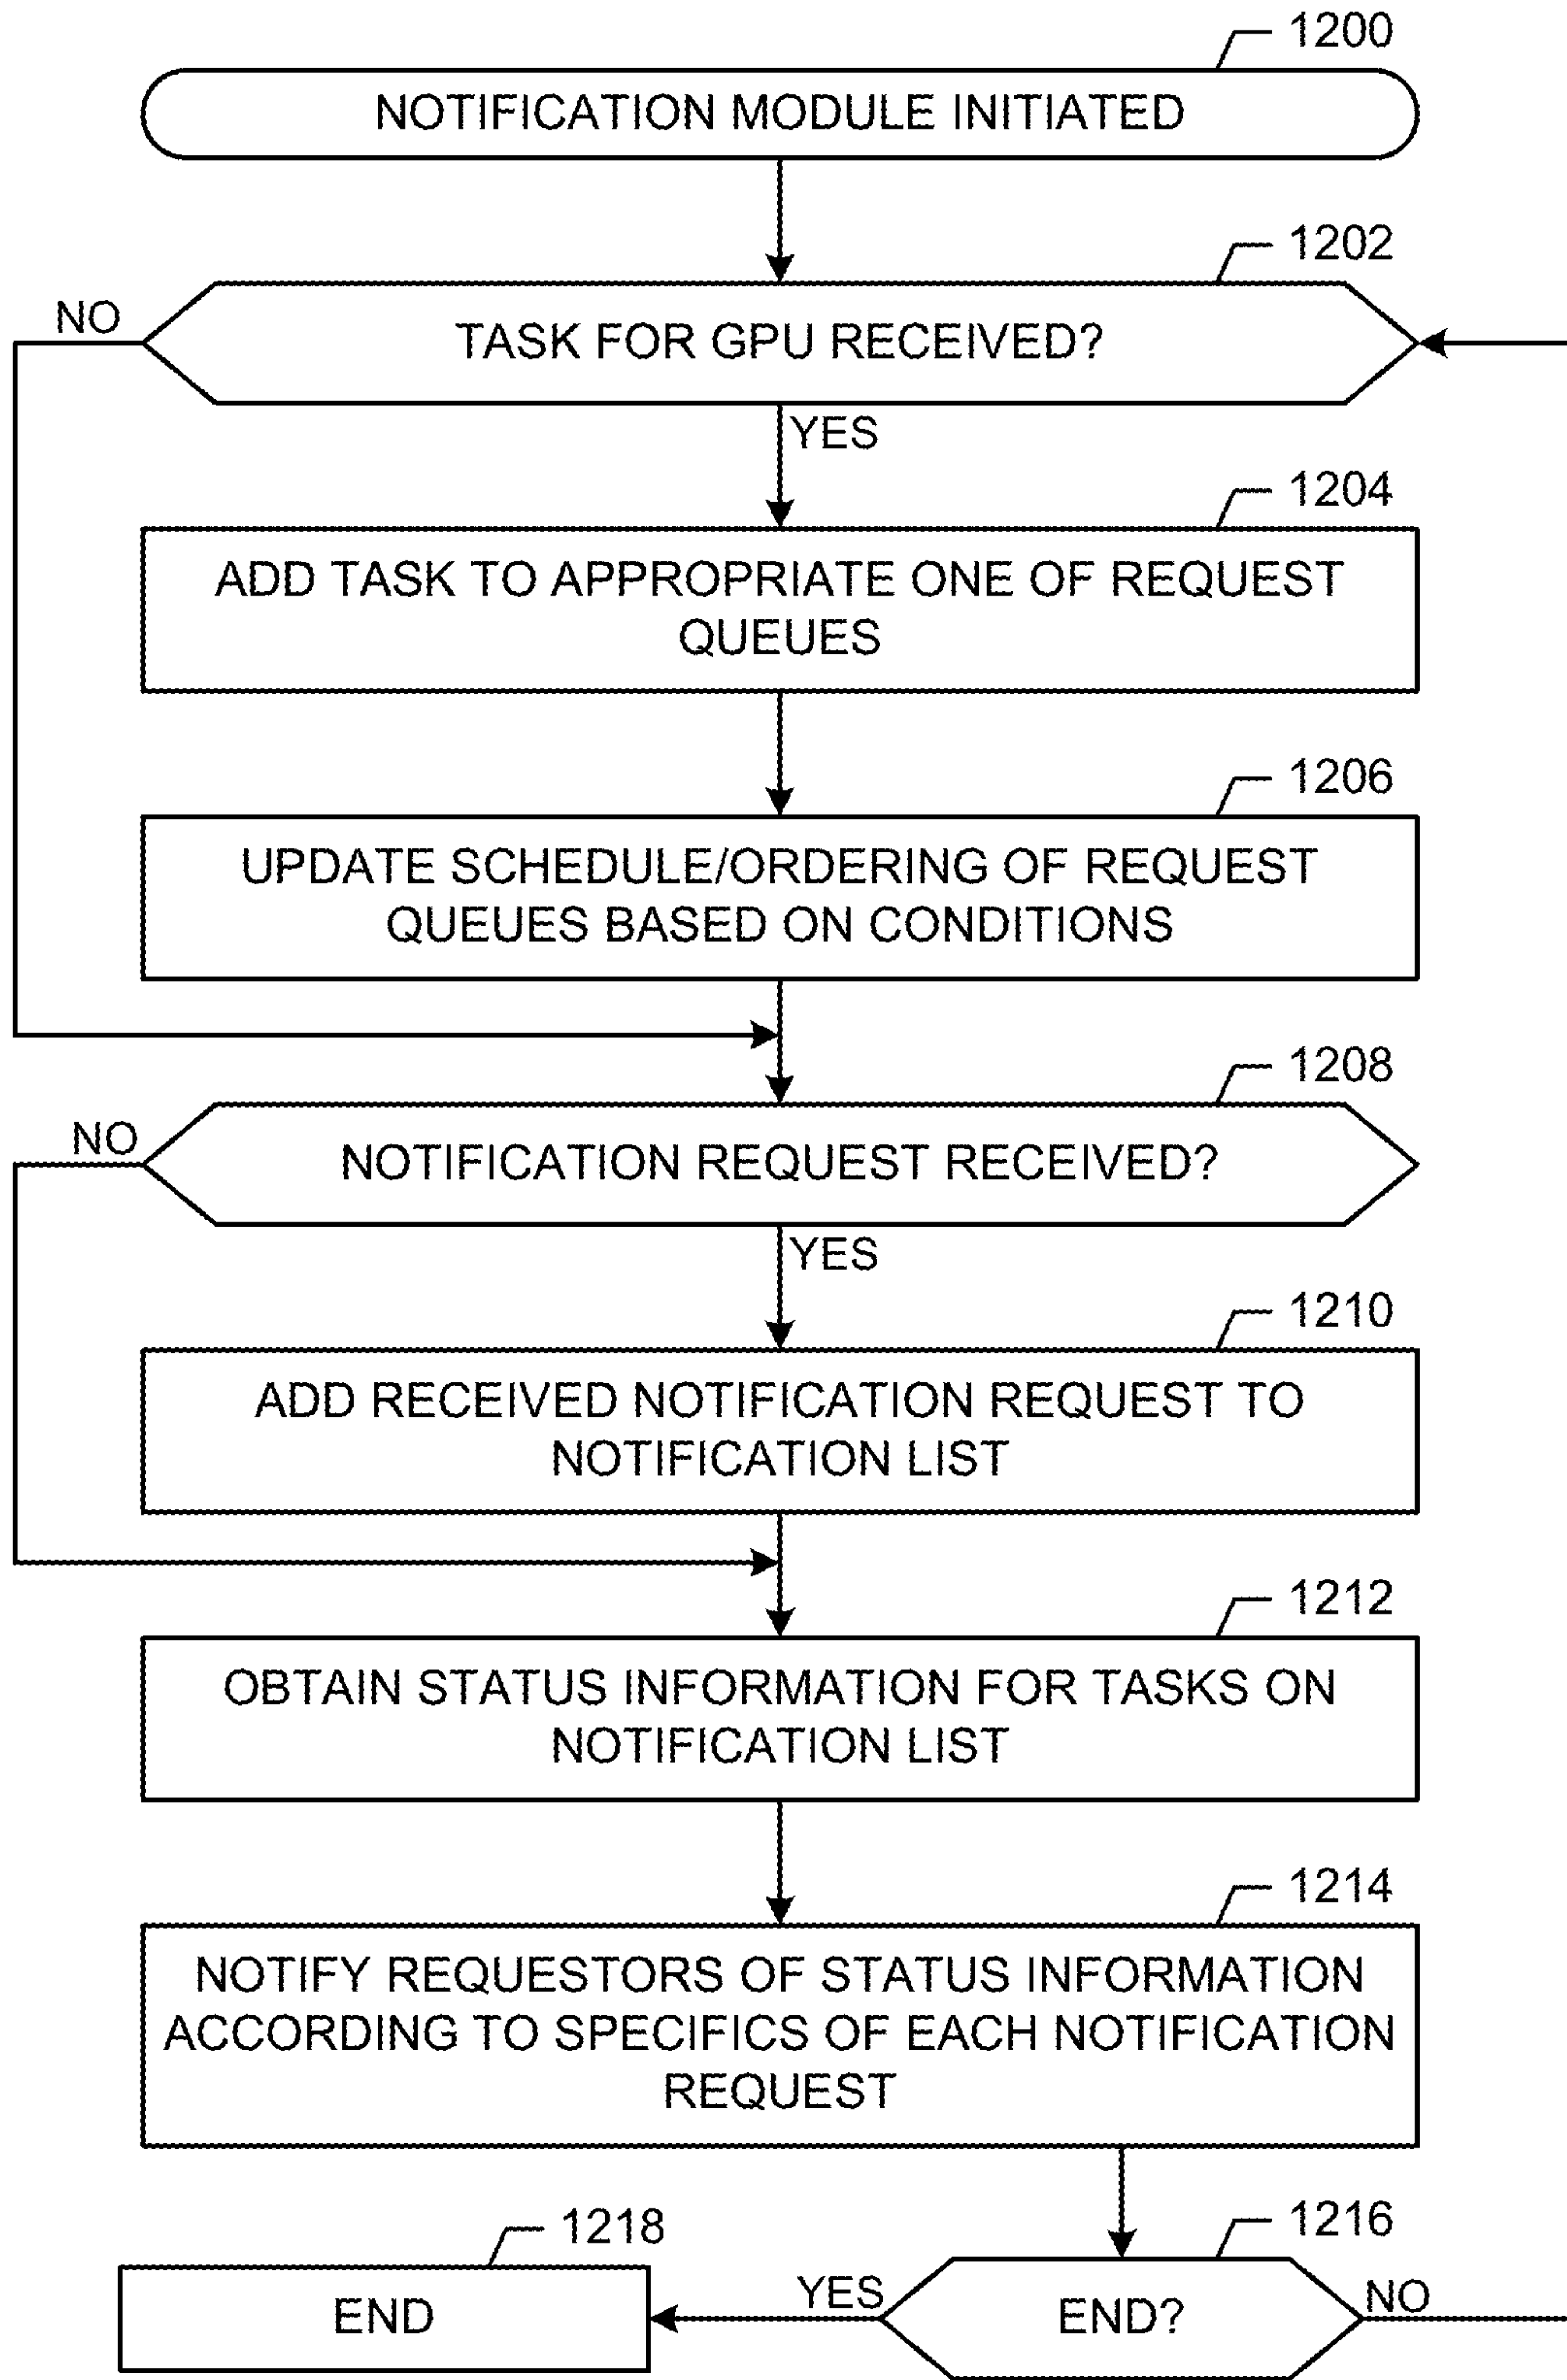 1200
NOTIFICATION MODULE INITIATED
1202
NO
TASK FOR GPU RECEIVED?
YES
1204
ADD TASK TO APPROPRIATE ONE OF REQUEST
QUEUES
1206
UPDATE SCHEDULE/ORDERING OF REQUEST
QUEUES BASED ON CONDITIONS
1208
NO
NOTIFICATION REQUEST RECEIVED?
YES
1210
ADD RECEIVED NOTIFICATION REQUEST TO
NOTIFICATION LIST
1212
OBTAIN STATUS INFORMATION FOR TASKS ON
NOTIFICATION LIST
1214
NOTIFY REQUESTORS OF STATUS INFORMATION
ACCORDING TO SPECIFICS OF EACH NOTIFICATION
REQUEST
1218
1216
END
YES
END?
NO